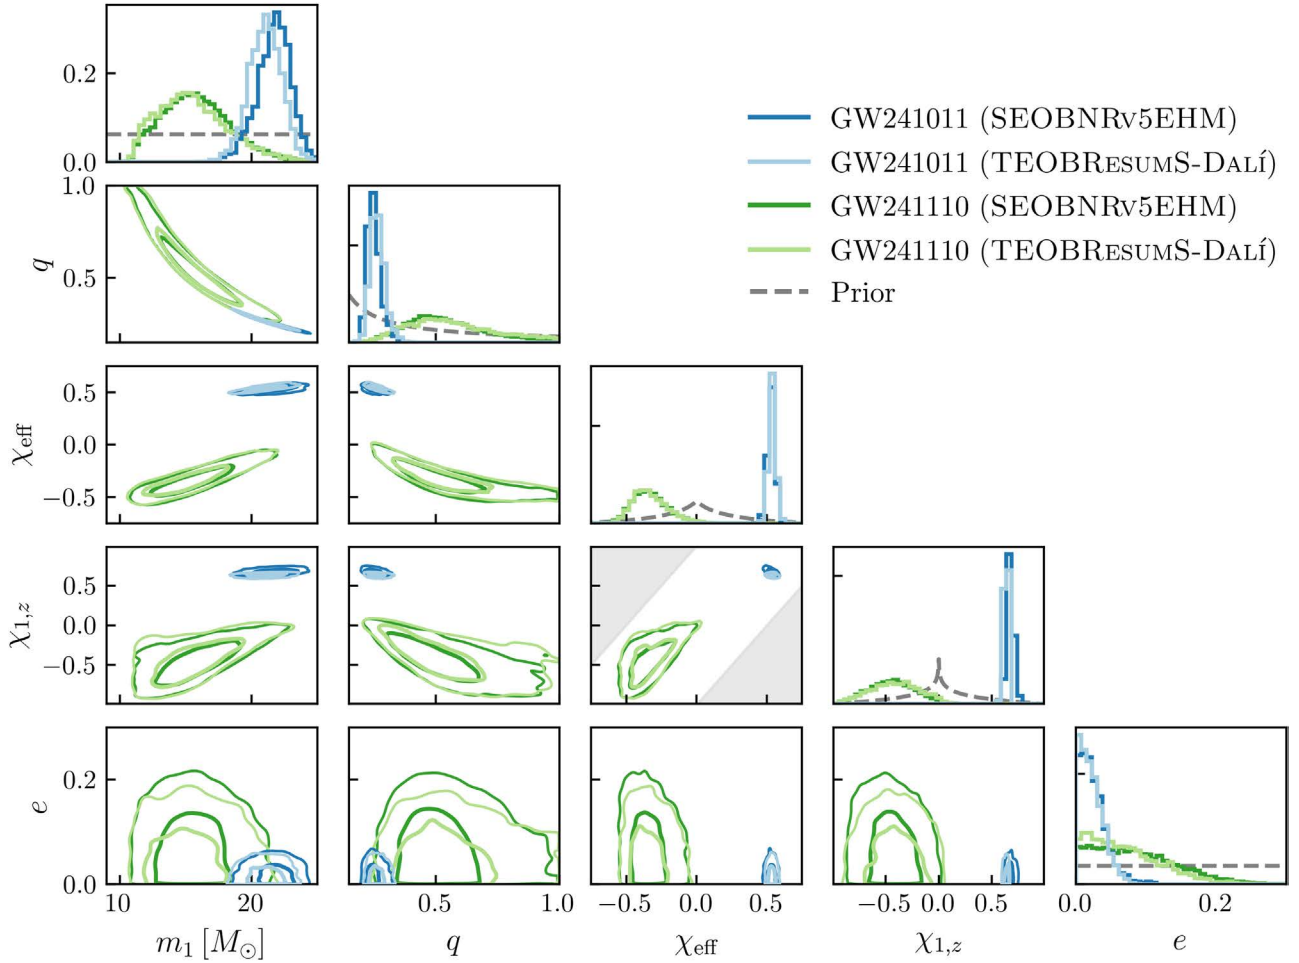 0.2
0.0
GW241011 (SEOBNRv5EHM)
GW241011 (TEOBResumS-Dalí)
GW241110 (SEOBNRv5EHM)
GW241110 (TEOBResumS-Dalí)
Prior
1.0
0.5
q
0.5
0.0
−0.5
χeff
0.5
0.0
−0.5
χ1,z
0.2
0.0
e
10 20
0.5 1.0
−0.5 0.0 0.5
−0.5 0.0 0.5
0.0 0.2
m1 [M⊙]
q
χeff
χ1,z
e